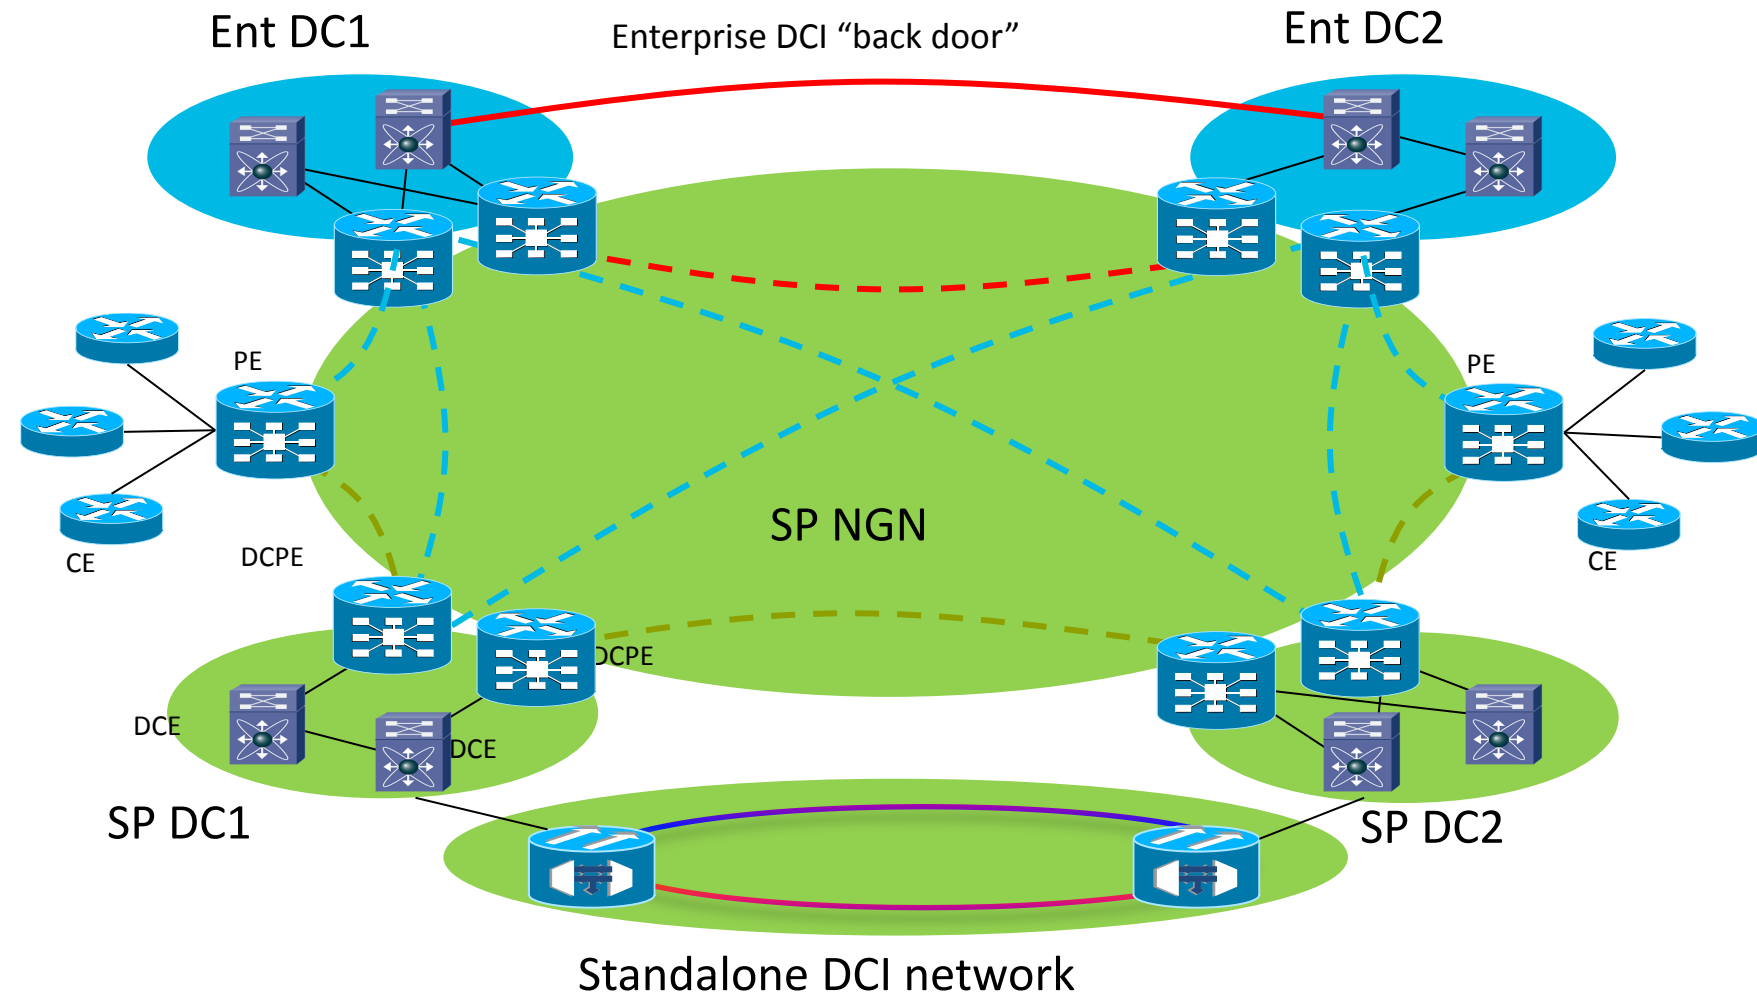 Ent DC1
Enterprise DCI “back door”
Ent DC2
PE
PE
SP NGN
CE
DCPE
CE
DCPE
DCE
DCE
SP DC1
SP DC2
Standalone DCI network